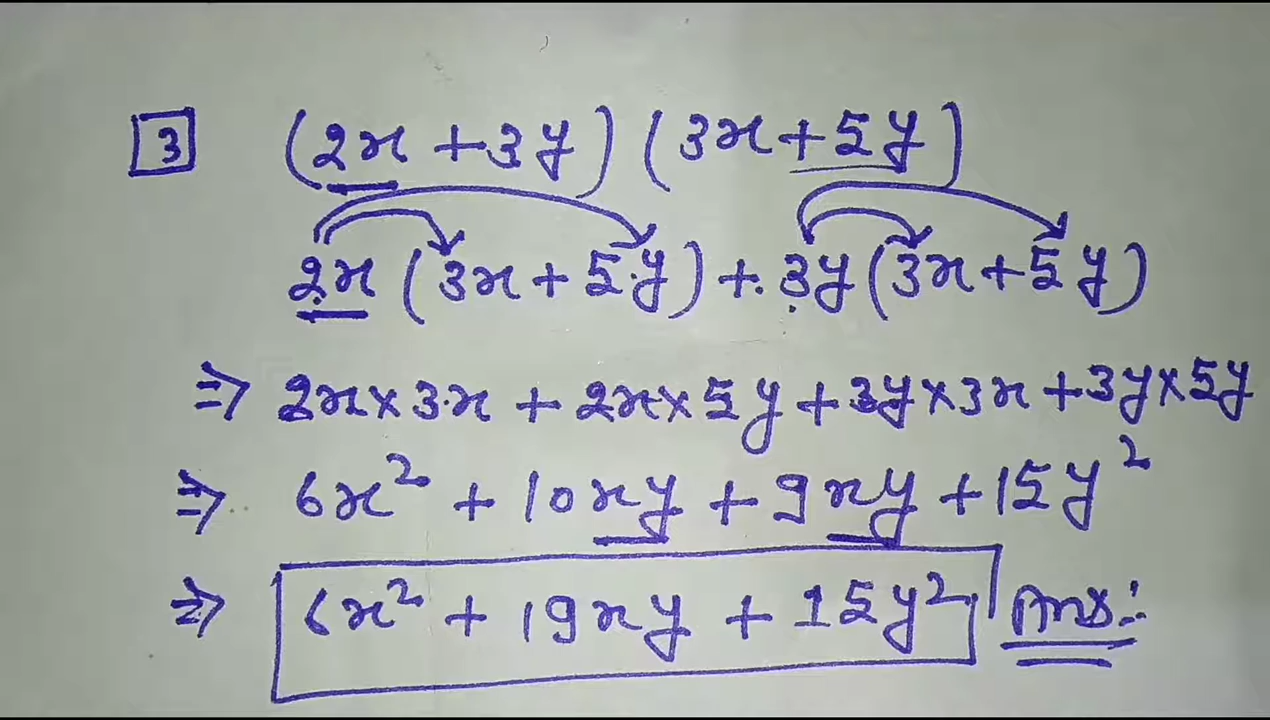 3 (2x + 3y) (3x + 5y)
2x (3x + 5y) + 3y (3x + 5y)
⇒ 2x × 3x + 2x × 5y + 3y × 3x + 3y × 5y
⇒ 6x² + 10xy + 9xy + 15y²
⇒ 6x² + 19xy + 15y² Ans: